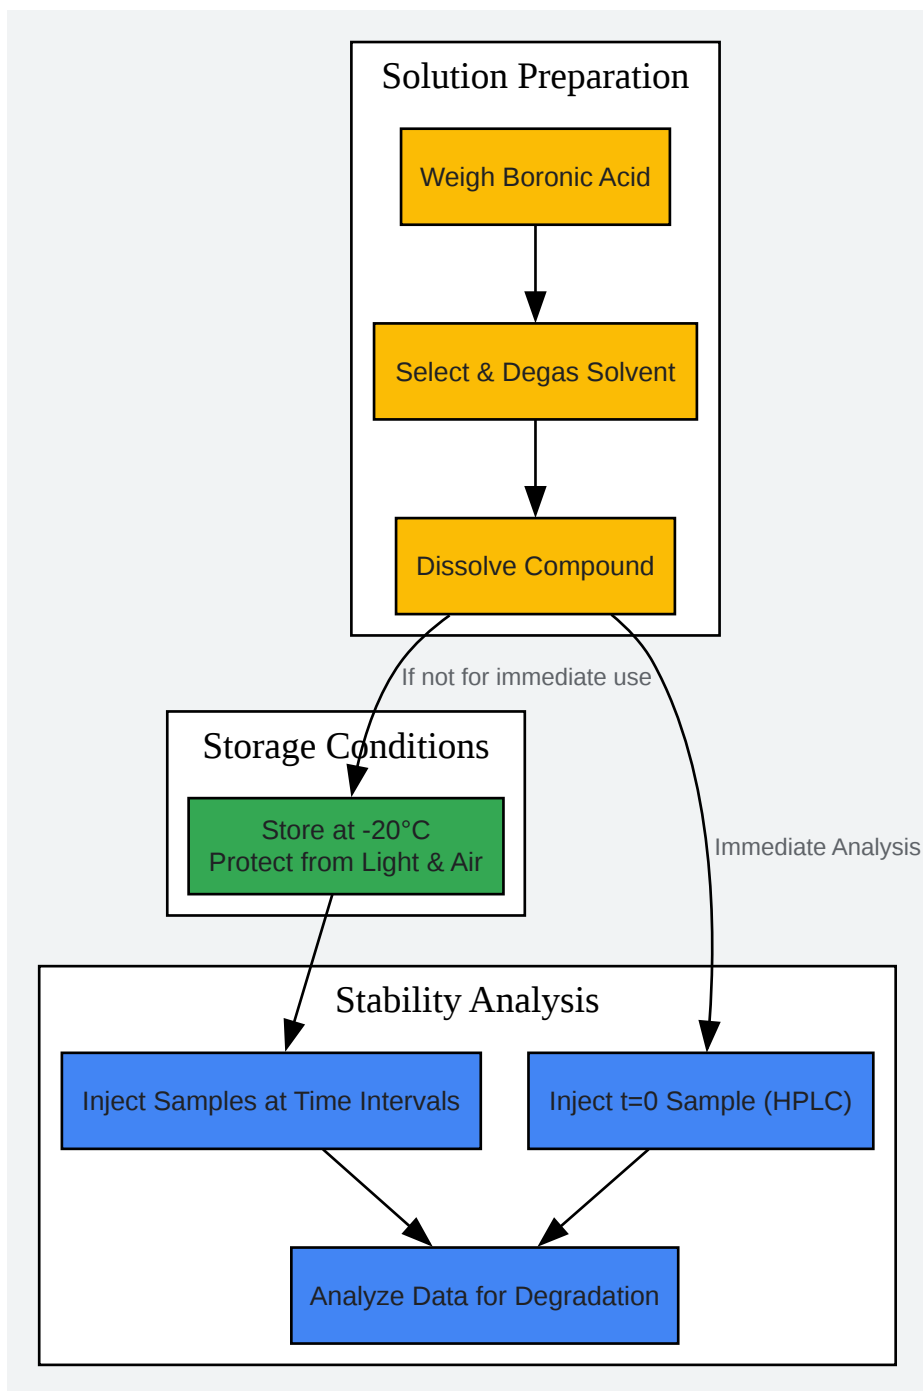 Solution Preparation
Weigh Boronic Acid
Select & Degas Solvent
Dissolve Compound
If not for immediate use
Storage Conditions
Store at -20°C
Protect from Light & Air
Immediate Analysis
Stability Analysis
Inject Samples at Time Intervals
Inject t=0 Sample (HPLC)
Analyze Data for Degradation